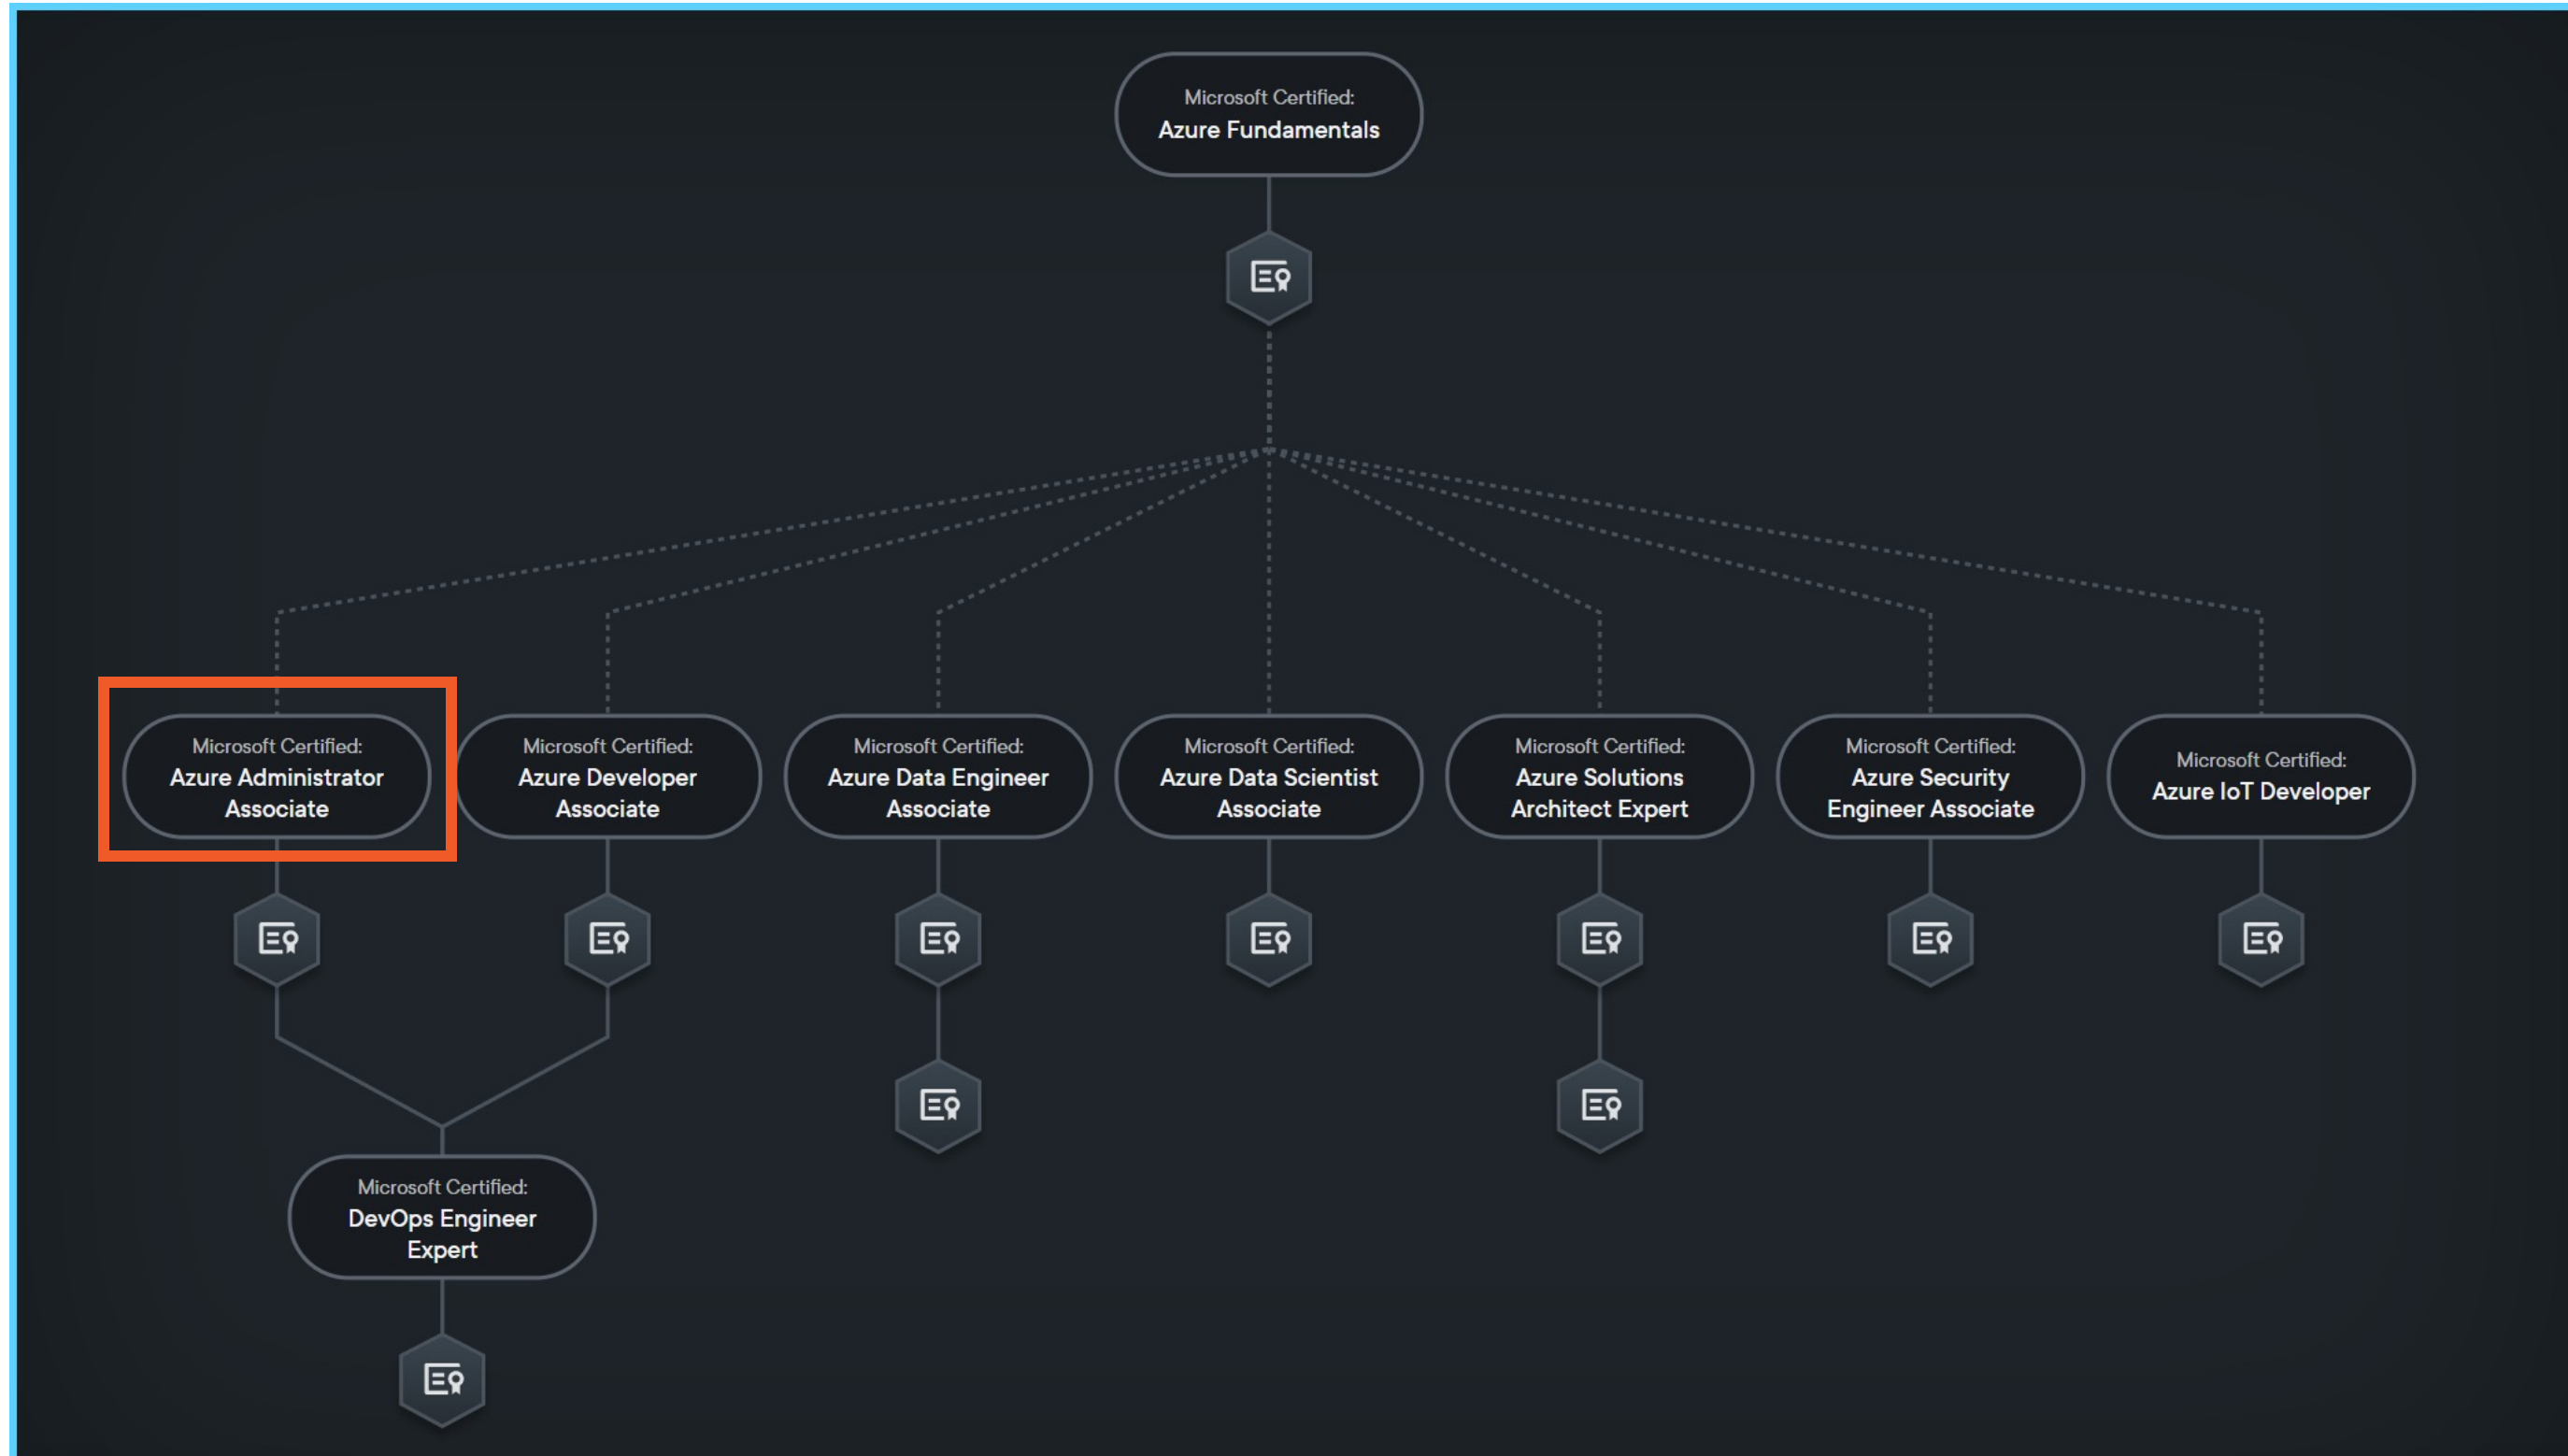 Microsoft Certified:
Azure Fundamentals
Microsoft Certified:
Azure Administrator
Associate
Microsoft Certified:
Azure Developer
Associate
Microsoft Certified:
Azure Data Engineer
Associate
Microsoft Certified:
Azure Data Scientist
Associate
Microsoft Certified:
Azure Solutions
Architect Expert
Microsoft Certified:
Azure Security
Engineer Associate
Microsoft Certified:
Azure IoT Developer
Microsoft Certified:
DevOps Engineer
Expert